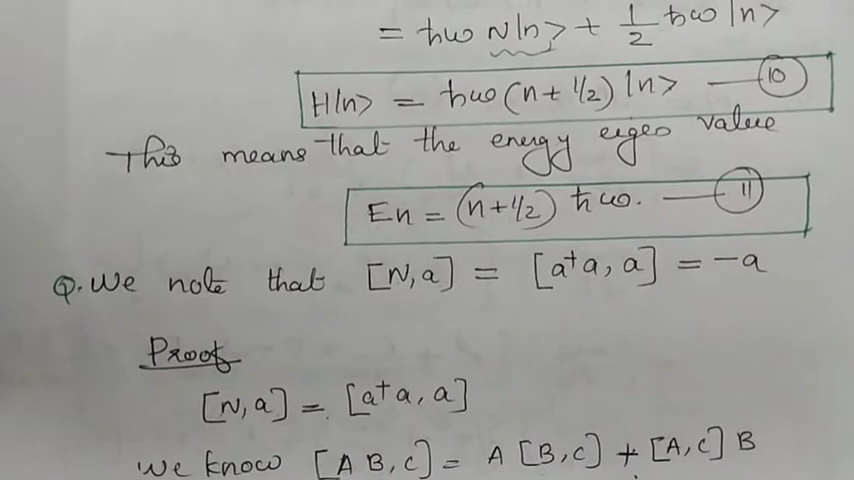 = ħω N|n> + 1/2 ħω |n>
H|n> = ħω (n + 1/2) |n> — 10
This means that the energy eigen value
En = (n+1/2) ħω. — 11
Q. We note that [N, a] = [a†a, a] = -a
Proof
[N, a] = [a†a, a]
we know [A B, C] = A [B, C] + [A, C] B